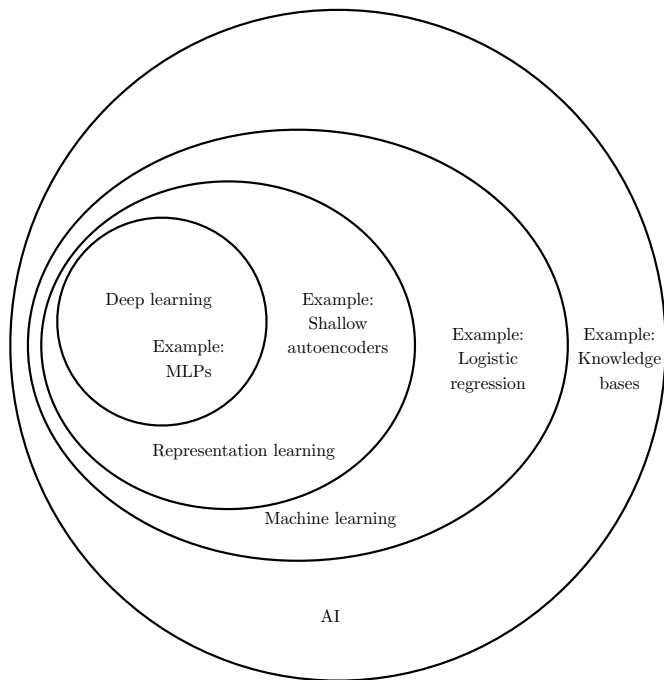 Deep learning
Example:
MLPs
Example:
Shallow
autoencoders
Example:
Logistic
regression
Example:
Knowledge
bases
Representation learning
Machine learning
AI